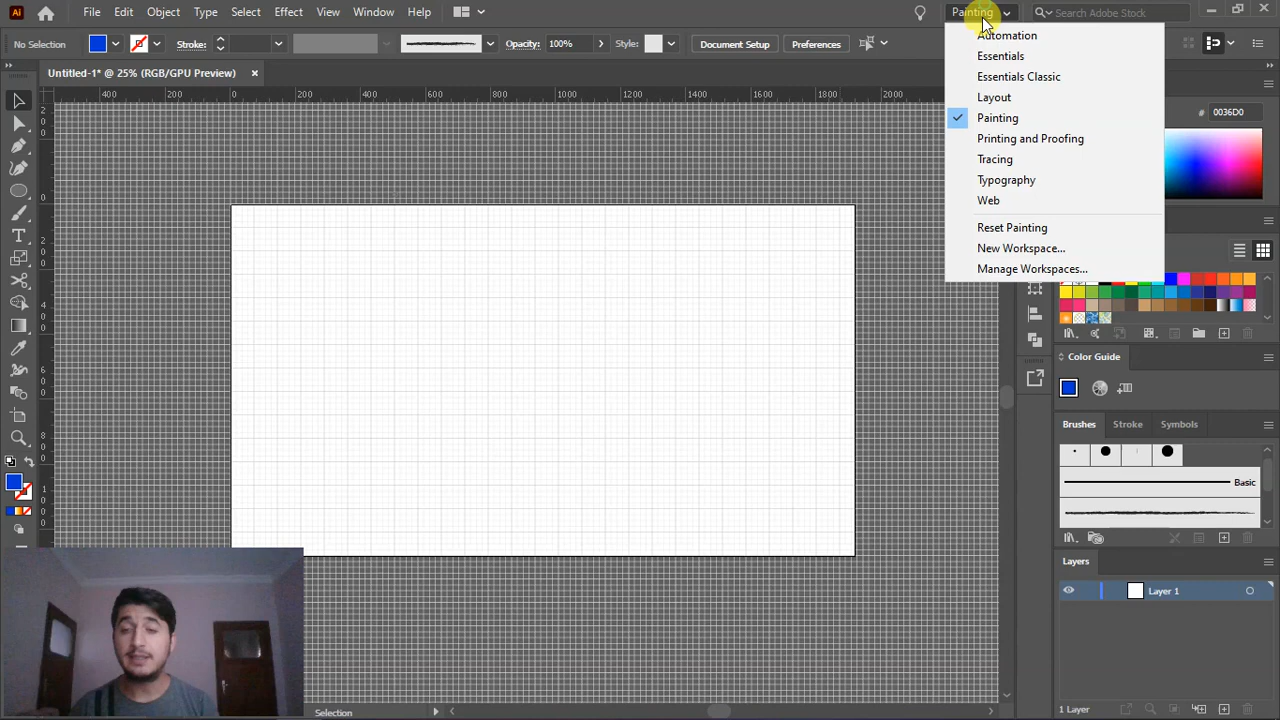 Ai File Edit Object Type Select Effect View Window Help Painting Search Adobe Stock
No Selection Stroke: Opacity: 100% Style: Document Setup Preferences
Untitled-1* @ 25% (RGB/GPU Preview)
400 200 0 200 400 600 800 1000 1200 1400 1600 1800 2000
Automation
Essentials
Essentials Classic
Layout
Painting
Printing and Proofing
Tracing
Typography
Web
Reset Painting
New Workspace...
Manage Workspaces...
# 0036D0
Color Guide
Brushes Stroke Symbols
Basic
Layers
Layer 1
1 Layer
Selection